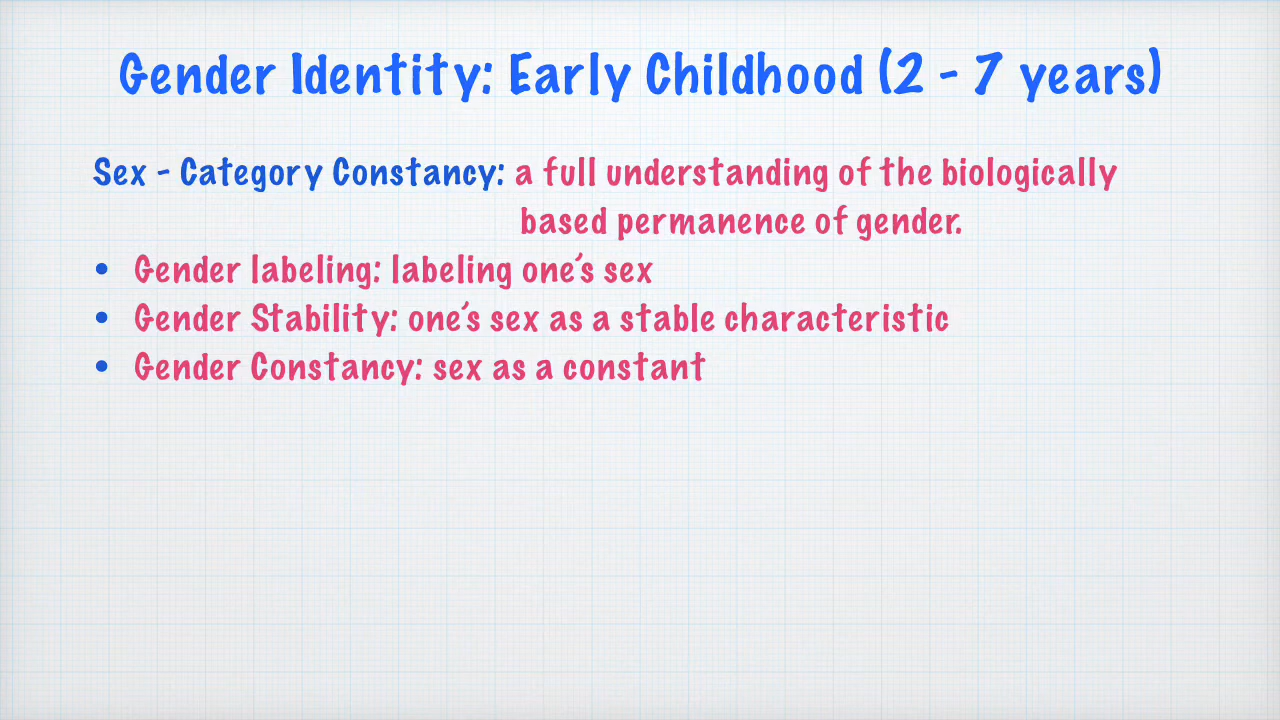 Gender Identity: Early Childhood (2 - 7 years)
Sex - Category Constancy: a full understanding of the biologically
based permanence of gender.
• Gender labeling: labeling one’s sex
• Gender Stability: one’s sex as a stable characteristic
• Gender Constancy: sex as a constant